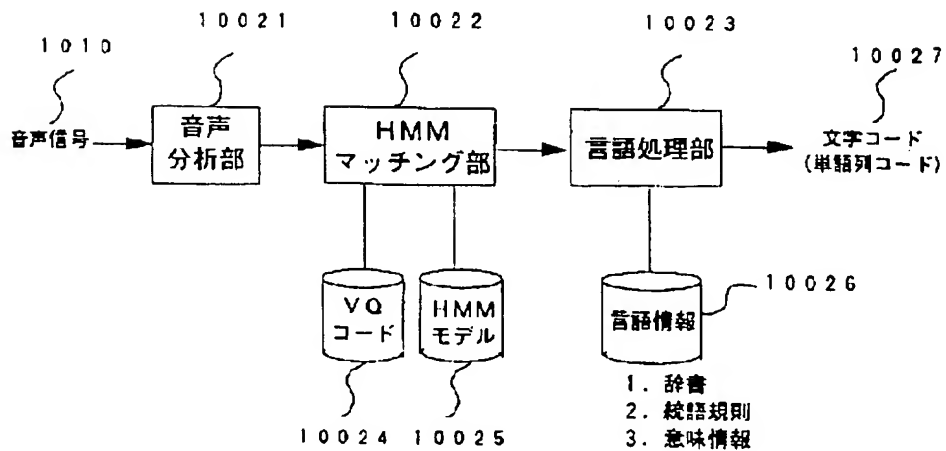 10021
10022
10023
1010
10027
音声信号
音声
分析部
HMM
マッチング部
言語処理部
文字コード
(単語列コード)
VQ
コード
HMM
モデル
言語情報
10026
10024
10025
1. 辞書
2. 統語規則
3. 意味情報